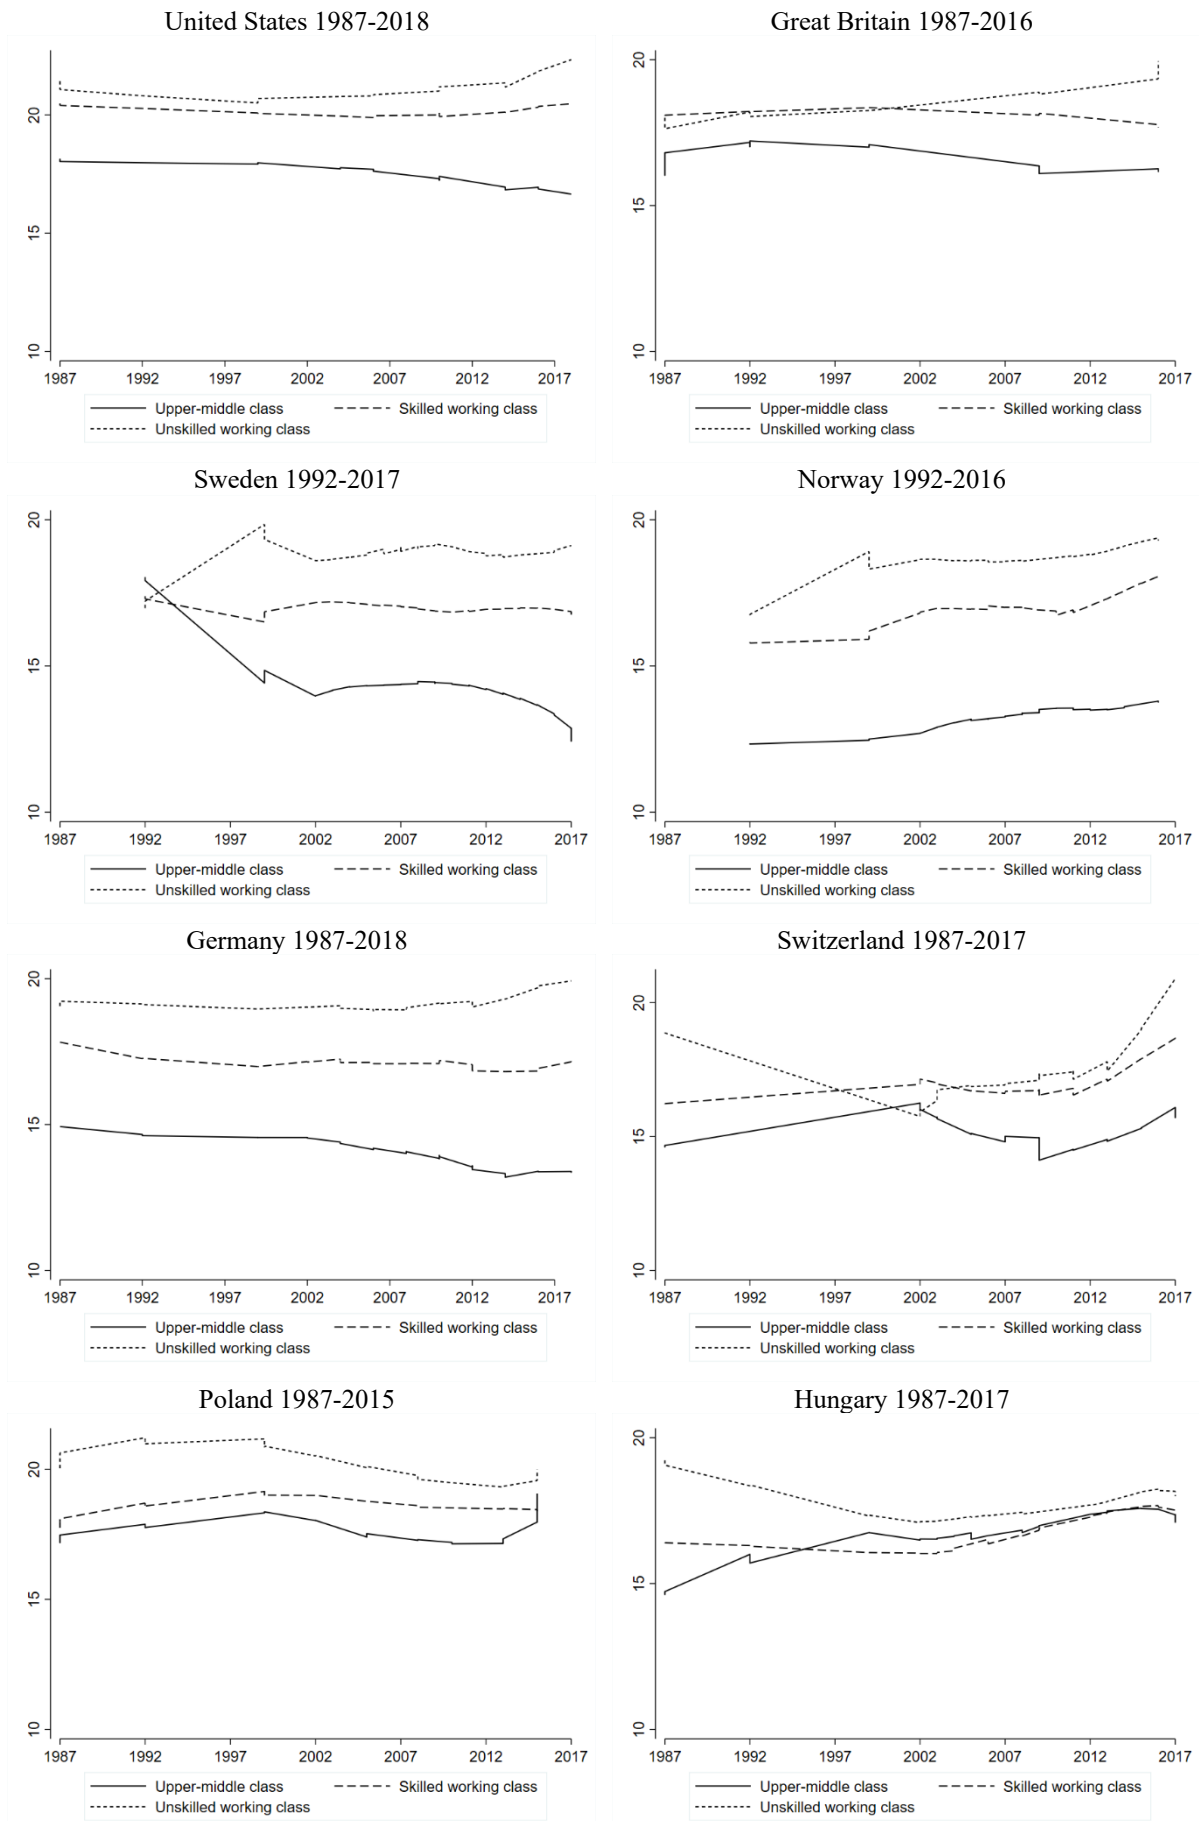 United States 1987-2018
20
15
10
1987 1992 1997 2002 2007 2012 2017
Upper-middle class Skilled working class
Unskilled working class
Great Britain 1987-2016
20
15
10
1987 1992 1997 2002 2007 2012 2017
Upper-middle class Skilled working class
Unskilled working class
Sweden 1992-2017
20
15
10
1987 1992 1997 2002 2007 2012 2017
Upper-middle class Skilled working class
Unskilled working class
Norway 1992-2016
20
15
10
1987 1992 1997 2002 2007 2012 2017
Upper-middle class Skilled working class
Unskilled working class
Germany 1987-2018
20
15
10
1987 1992 1997 2002 2007 2012 2017
Upper-middle class Skilled working class
Unskilled working class
Switzerland 1987-2017
20
15
10
1987 1992 1997 2002 2007 2012 2017
Upper-middle class Skilled working class
Unskilled working class
Poland 1987-2015
20
15
10
1987 1992 1997 2002 2007 2012 2017
Upper-middle class Skilled working class
Unskilled working class
Hungary 1987-2017
20
15
10
1987 1992 1997 2002 2007 2012 2017
Upper-middle class Skilled working class
Unskilled working class